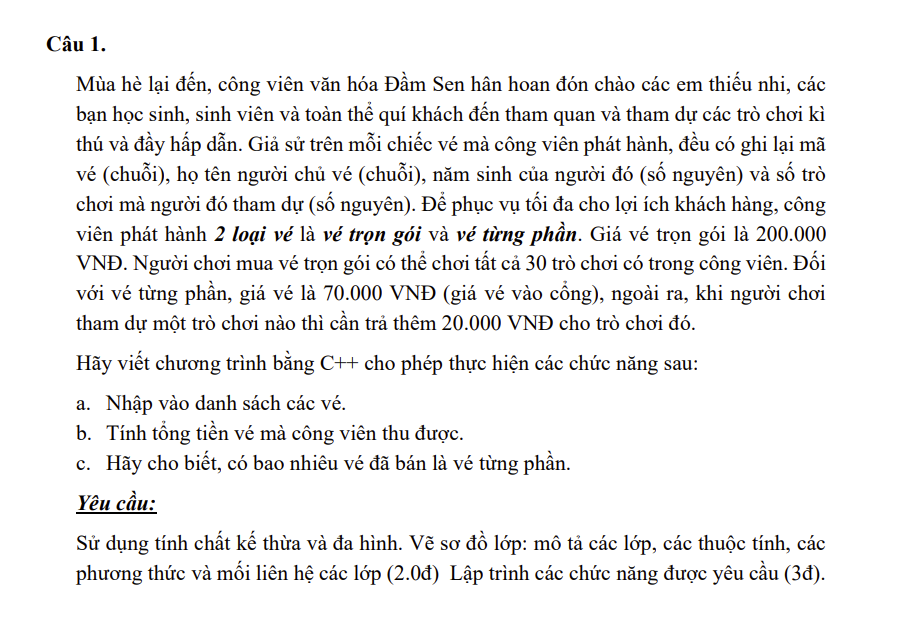 Câu 1.
Mùa hè lại đến, công viên văn hóa Đầm Sen hân hoan đón chào các em thiếu nhi, các
bạn học sinh, sinh viên và toàn thể quí khách đến tham quan và tham dự các trò chơi kì
thú và đầy hấp dẫn. Giả sử trên mỗi chiếc vé mà công viên phát hành, đều có ghi lại mã
vé (chuỗi), họ tên người chủ vé (chuỗi), năm sinh của người đó (số nguyên) và số trò
chơi mà người đó tham dự (số nguyên). Để phục vụ tối đa cho lợi ích khách hàng, công
viên phát hành 2 loại vé là vé trọn gói và vé từng phần. Giá vé trọn gói là 200.000
VNĐ. Người chơi mua vé trọn gói có thể chơi tất cả 30 trò chơi có trong công viên. Đối
với vé từng phần, giá vé là 70.000 VNĐ (giá vé vào cổng), ngoài ra, khi người chơi
tham dự một trò chơi nào thì cần trả thêm 20.000 VNĐ cho trò chơi đó.
Hãy viết chương trình bằng C++ cho phép thực hiện các chức năng sau:
a. Nhập vào danh sách các vé.
b. Tính tổng tiền vé mà công viên thu được.
c. Hãy cho biết, có bao nhiêu vé đã bán là vé từng phần.
Yêu cầu:
Sử dụng tính chất kế thừa và đa hình. Vẽ sơ đồ lớp: mô tả các lớp, các thuộc tính, các
phương thức và mối liên hệ các lớp (2.0đ) Lập trình các chức năng được yêu cầu (3đ).